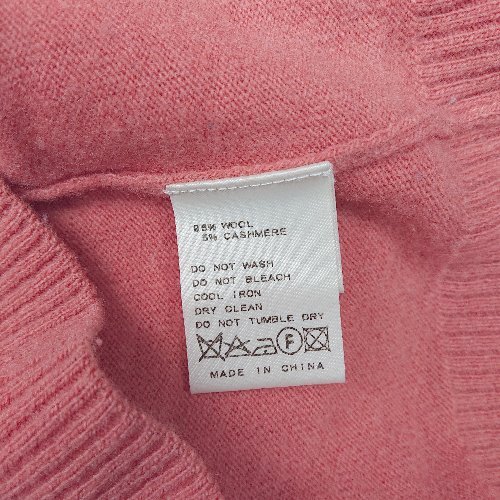 95% WOOL
5% CASHMERE
DO NOT WASH
DO NOT BLEACH
COOL IRON
DRY CLEAN
DO NOT TUMBLE DRY
F
MADE IN CHINA